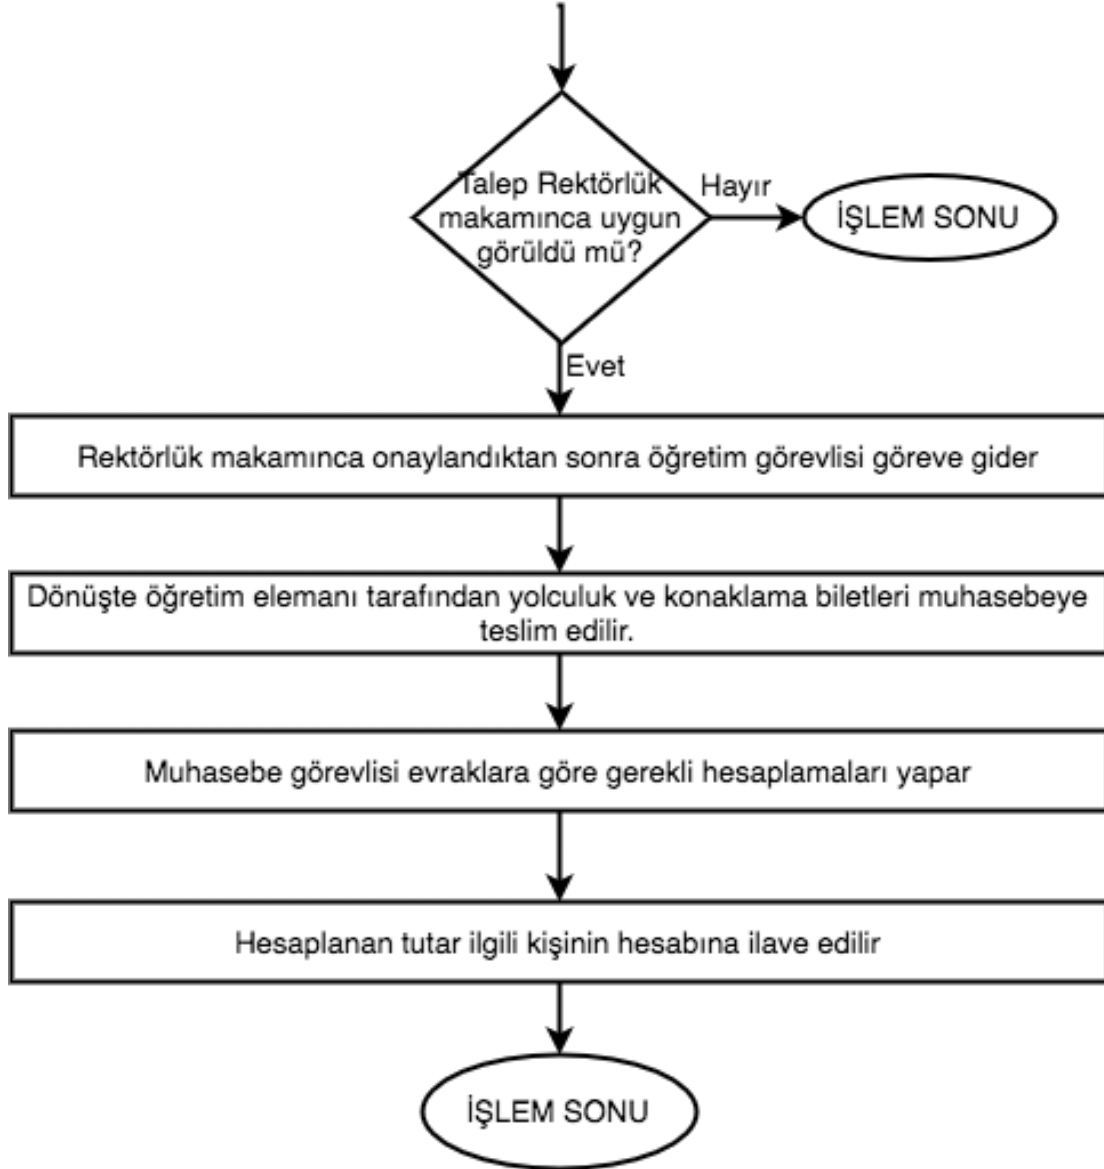 Talep Rektörlük
makamınca uygun
görüldü mü?
Hayır
İŞLEM SONU
Evet
Rektörlük makamınca onaylandıktan sonra öğretim görevlisi göreve gider
Dönüşte öğretim elemanı tarafından yolculuk ve konaklama biletleri muhasebeye
teslim edilir.
Muhasebe görevlisi evraklara göre gerekli hesaplamaları yapar
Hesaplanan tutar ilgili kişinin hesabına ilave edilir
İŞLEM SONU